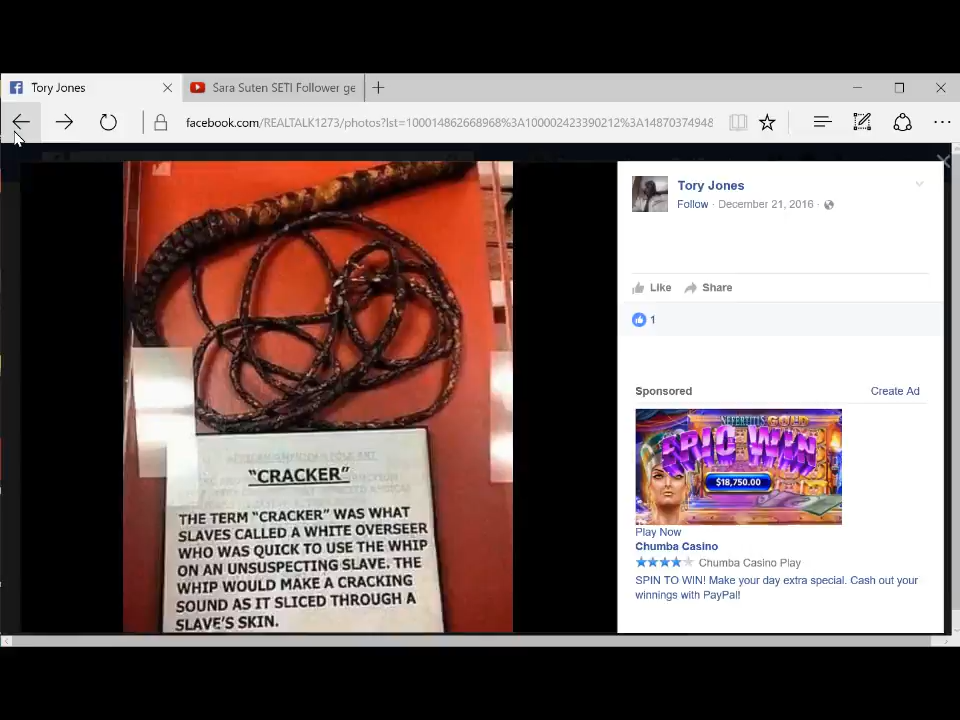 Tory Jones
Sara Suten SETI Follower ge
facebook.com/REALTALK1273/photos?lst=100014862668968%3A100002423390212%3A14870374948
Tory Jones
Follow · December 21, 2016 ·
Like Share
1
Sponsored Create Ad
NEFERTITI'S GOLD
EPIC WIN
$18,750.00
Play Now
Chumba Casino
Chumba Casino Play
SPIN TO WIN! Make your day extra special. Cash out your
winnings with PayPal!
"CRACKER"
THE TERM "CRACKER" WAS WHAT
SLAVES CALLED A WHITE OVERSEER
WHO WAS QUICK TO USE THE WHIP
ON AN UNSUSPECTING SLAVE. THE
WHIP WOULD MAKE A CRACKING
SOUND AS IT SLICED THROUGH A
SLAVE'S SKIN.